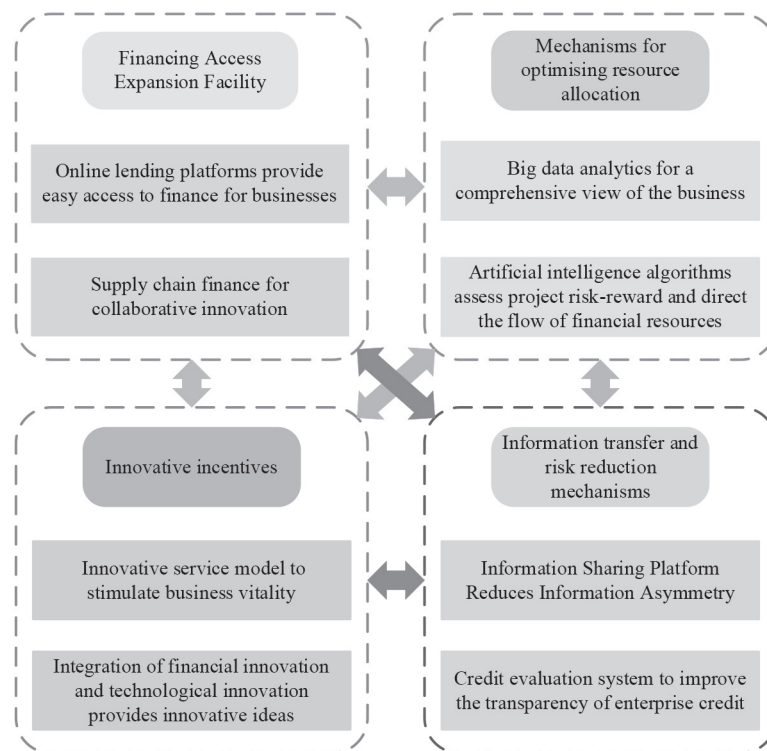 Financing Access
Expansion Facility
Online lending platforms provide
easy access to finance for businesses
Supply chain finance for
collaborative innovation
Mechanisms for
optimising resource
allocation
Big data analytics for a
comprehensive view of the business
Artificial intelligence algorithms
assess project risk-reward and direct
the flow of financial resources
Innovative incentives
Innovative service model to
stimulate business vitality
Integration of financial innovation
and technological innovation
provides innovative ideas
Information transfer and
risk reduction
mechanisms
Information Sharing Platform
Reduces Information Asymmetry
Credit evaluation system to improve
the transparency of enterprise credit